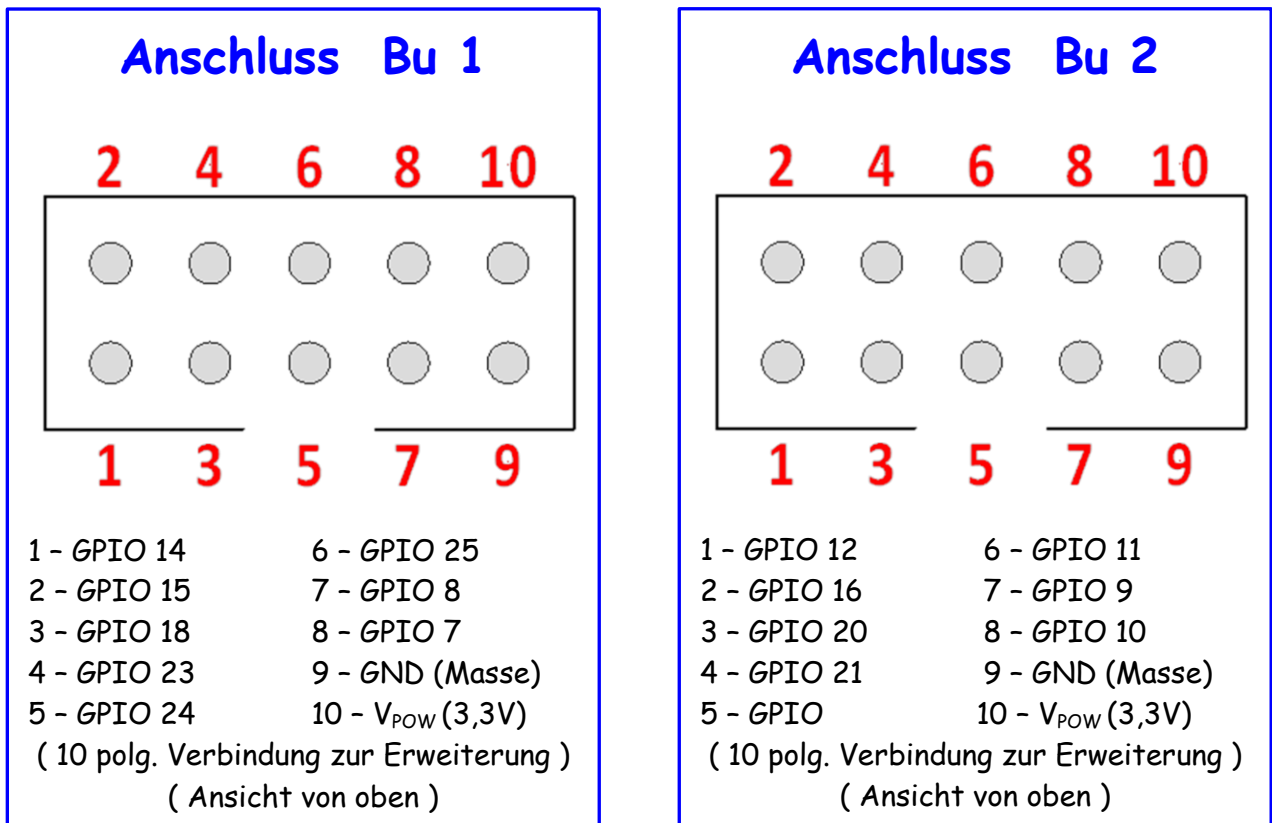 Anschluss Bu 1
2 4 6 8 10
1 3 5 7 9
1 – GPIO 14
2 – GPIO 15
3 – GPIO 18
4 – GPIO 23
5 – GPIO 24
6 – GPIO 25
7 – GPIO 8
8 – GPIO 7
9 – GND (Masse)
10 – VPOW (3,3V)
( 10 polg. Verbindung zur Erweiterung )
( Ansicht von oben )
Anschluss Bu 2
2 4 6 8 10
1 3 5 7 9
1 – GPIO 12
2 – GPIO 16
3 – GPIO 20
4 – GPIO 21
5 – GPIO
6 – GPIO 11
7 – GPIO 9
8 – GPIO 10
9 – GND (Masse)
10 – VPOW (3,3V)
( 10 polg. Verbindung zur Erweiterung )
( Ansicht von oben )